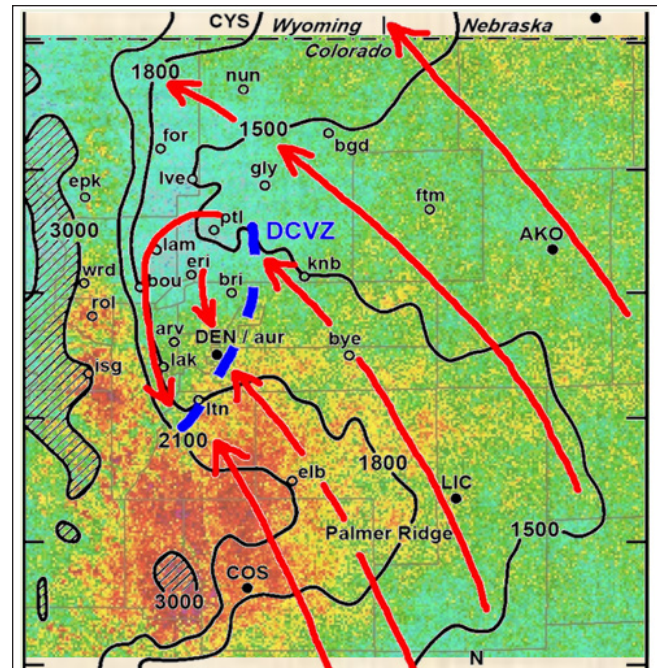 CYS Wyoming Nebraska
Colorado
1800
nun
1500
for
bgd
lve
gly
epk
ftm
3000
ptl
DCVZ
AKO
lam
wrd
eri
knb
bou
bri
rol
arv
DEN / aur
bye
isg
lak
ltn
2100
1800
elb
LIC
1500
Palmer Ridge
COS
3000
N